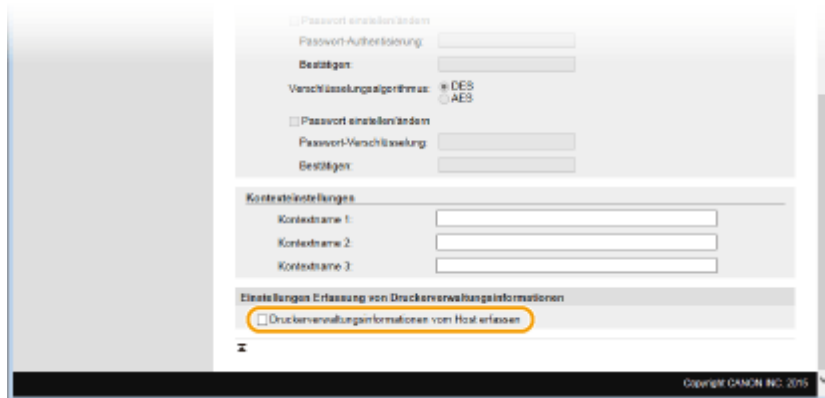 Passwort einstellen/ändern
Passwort-Authentisierung:
Bestätigen:
Verschlüsselungsalgorithmus:
DES
AES
Passwort einstellen/ändern
Passwort-Verschlüsselung:
Bestätigen:
Kontexteinstellungen
Kontextname 1:
Kontextname 2:
Kontextname 3:
Einstellungen Erfassung von Druckerverwaltungsinformationen
Druckerverwaltungsinformationen vom Host erfassen
Copyright CANON INC. 2015